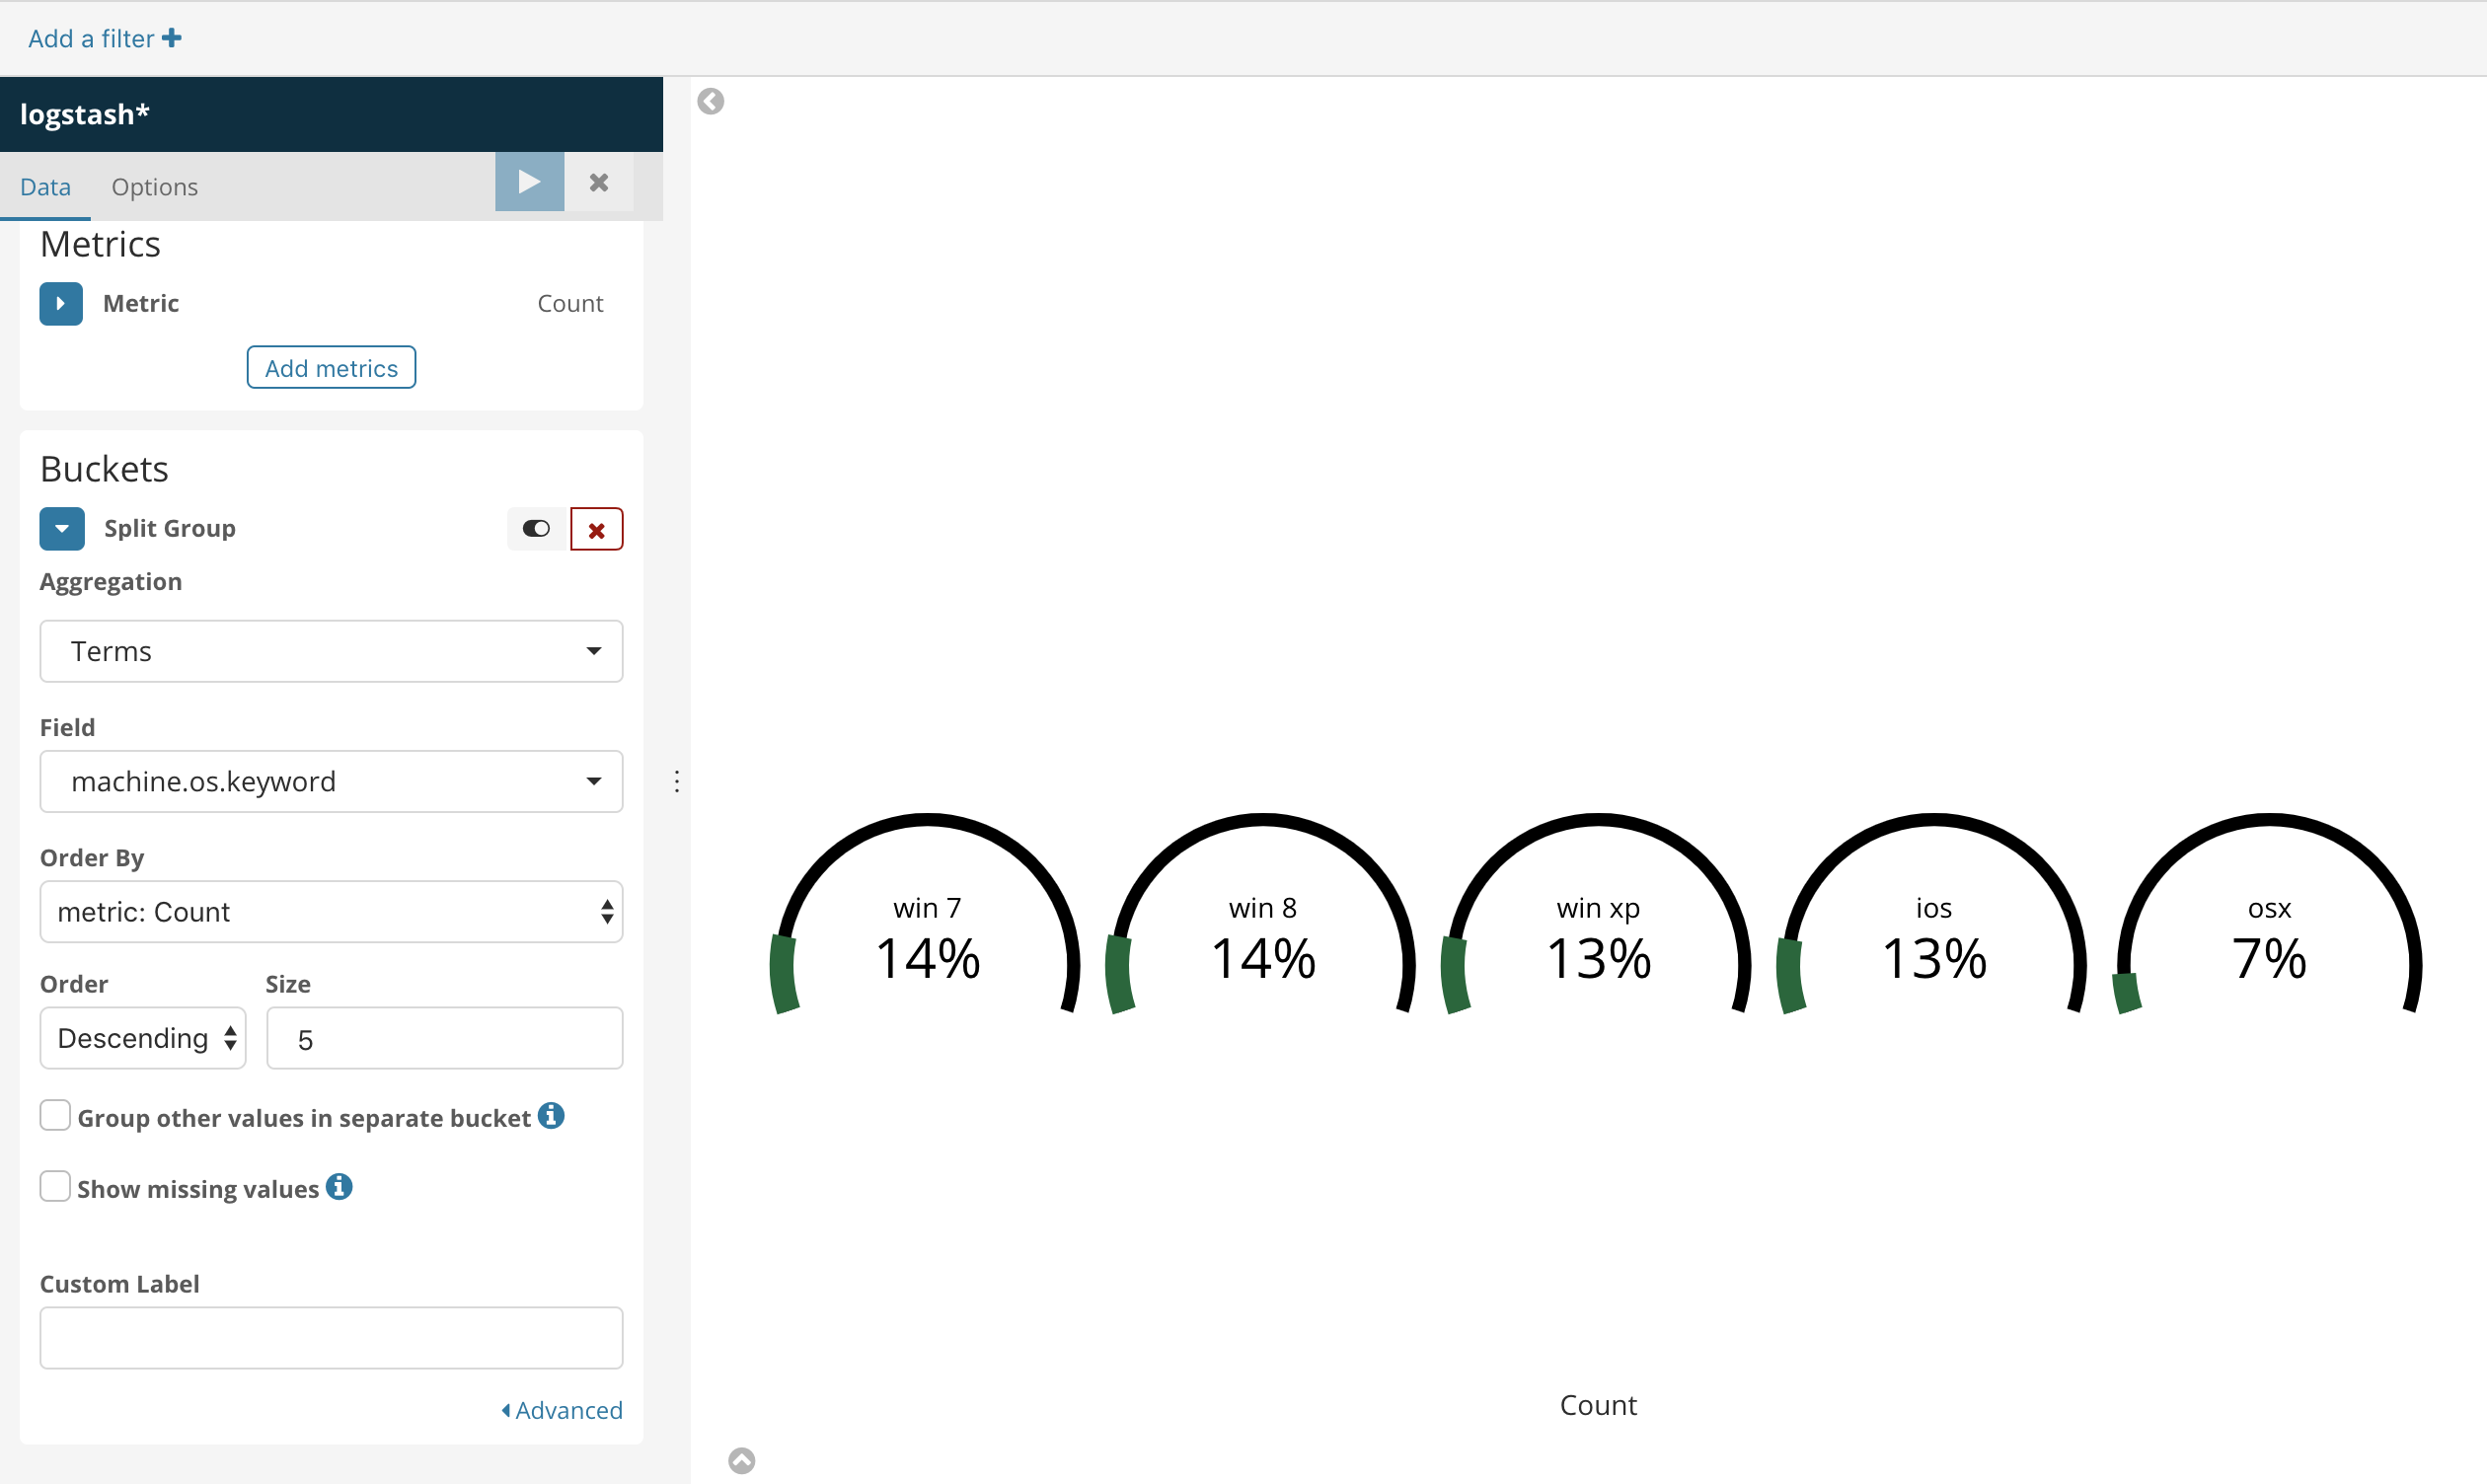 Add a filter
logstash*
Data Options
Metrics
Metric Count
Add metrics
Buckets
Split Group
Aggregation
Terms
Field
machine.os.keyword
Order By
metric: Count
Order Size
Descending 5
Group other values in separate bucket
Show missing values
Custom Label
Advanced
win 7
14%
win 8
14%
win xp
13%
ios
13%
osx
7%
Count